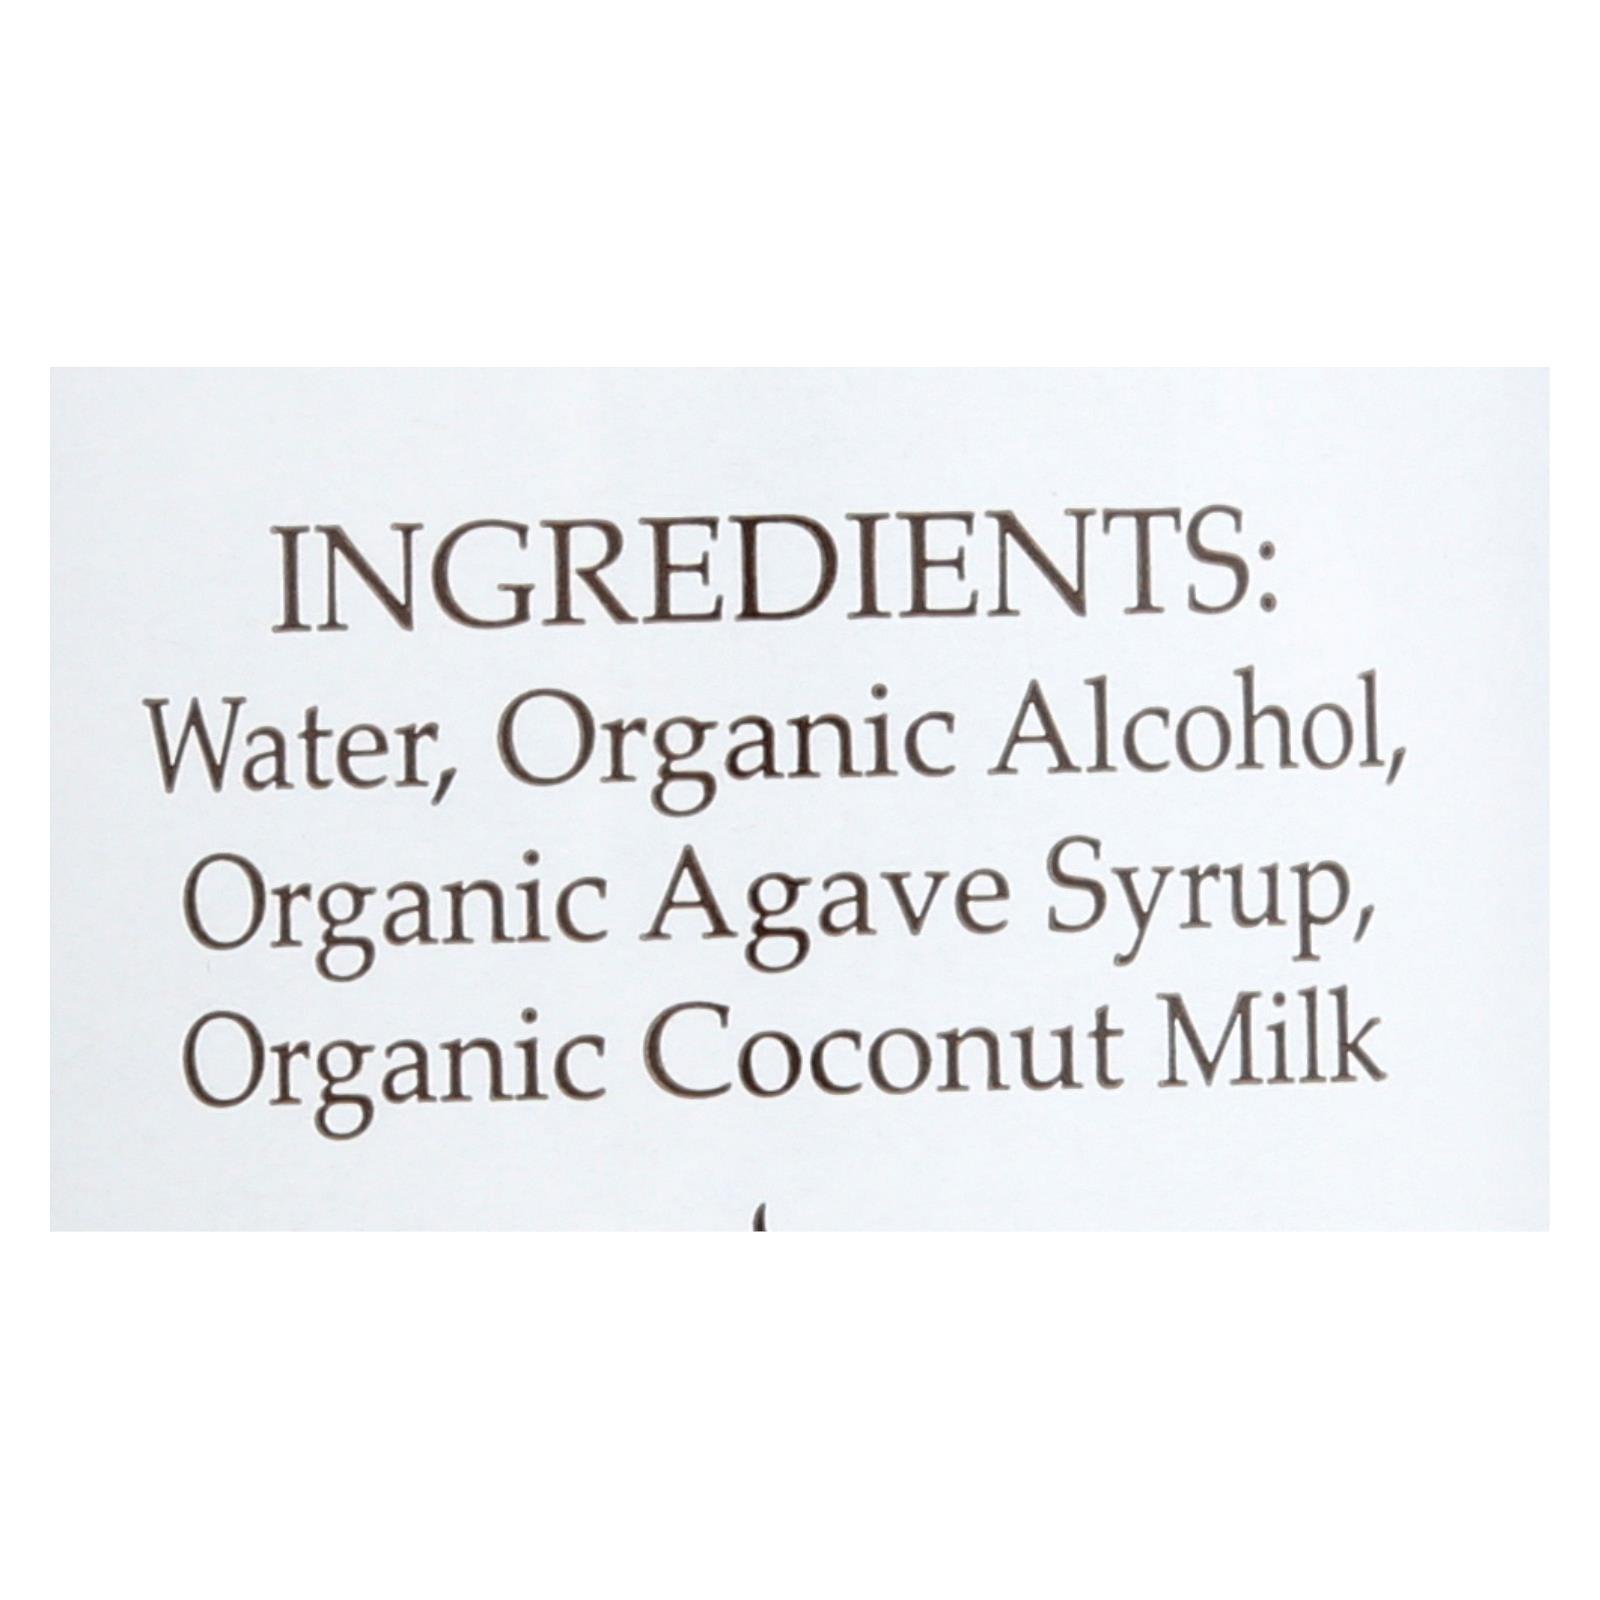 INGREDIENTS:
Water, Organic Alcohol,
Organic Agave Syrup,
Organic Coconut Milk